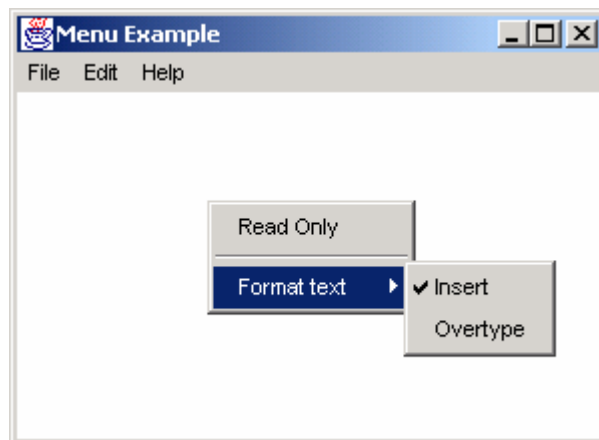 Menu Example
File Edit Help
Read Only
Format text
Insert
Overtype